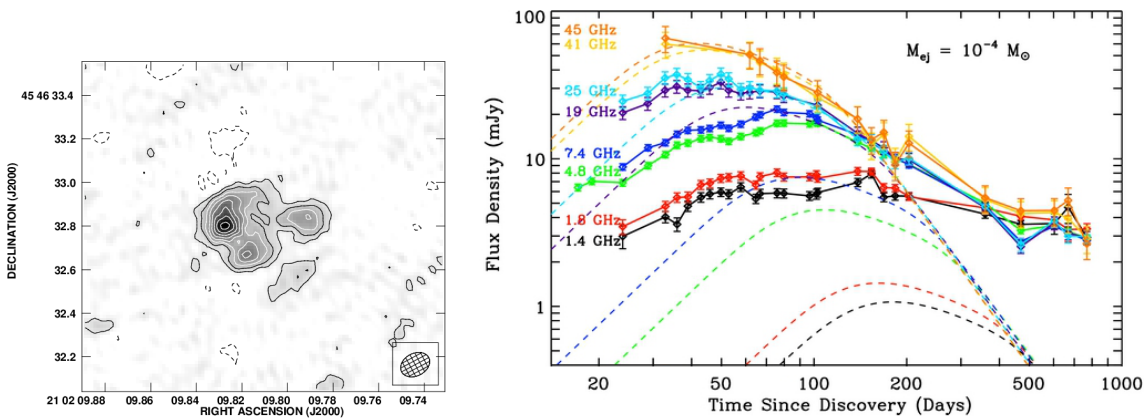 DECLINATION (J2000)
45 46 33.4
33.2
33.0
32.8
32.6
32.4
32.2
21 02 09.88 09.86 09.84 09.82 09.80 09.78 09.76 09.74
RIGHT ASCENSION (J2000)
Flux Density (mJy)
100
10
1
45 GHz
41 GHz
25 GHz
19 GHz
7.4 GHz
4.8 GHz
1.8 GHz
1.4 GHz
M_ej = 10^-4 M_⊙
20 50 100 200 500 1000
Time Since Discovery (Days)